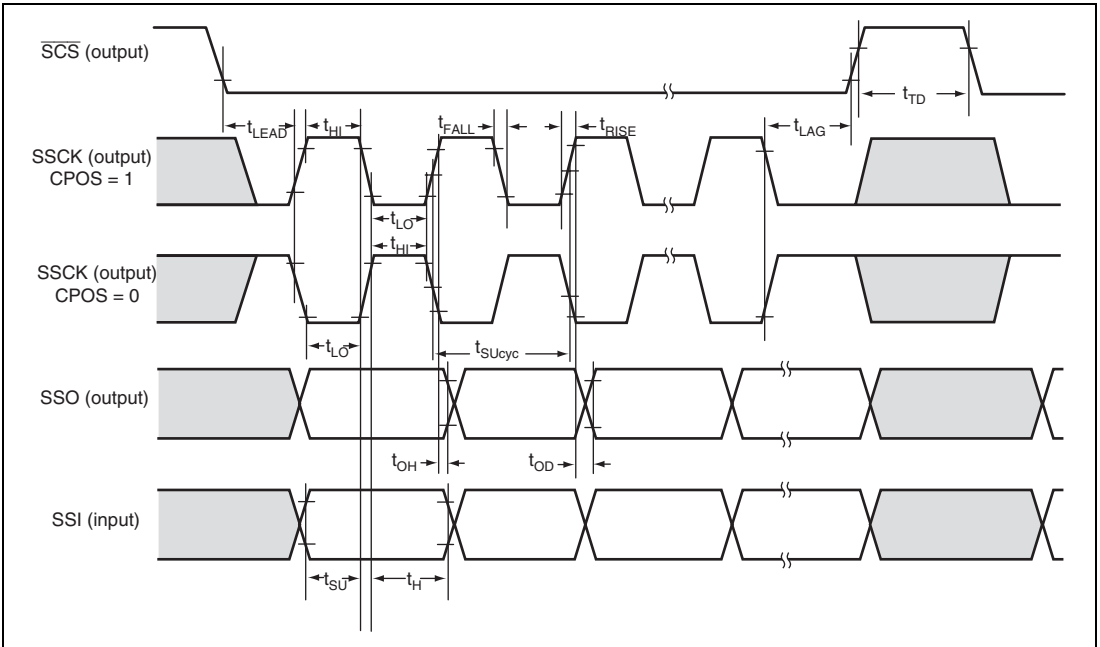 SCS (output)
tTD
tLEAD
tHI
tFALL
tRISE
tLAG
SSCK (output)
CPOS = 1
tLO
tHI
SSCK (output)
CPOS = 0
tLO
tSUcyc
SSO (output)
tOH
tOD
SSI (input)
tSU
tH